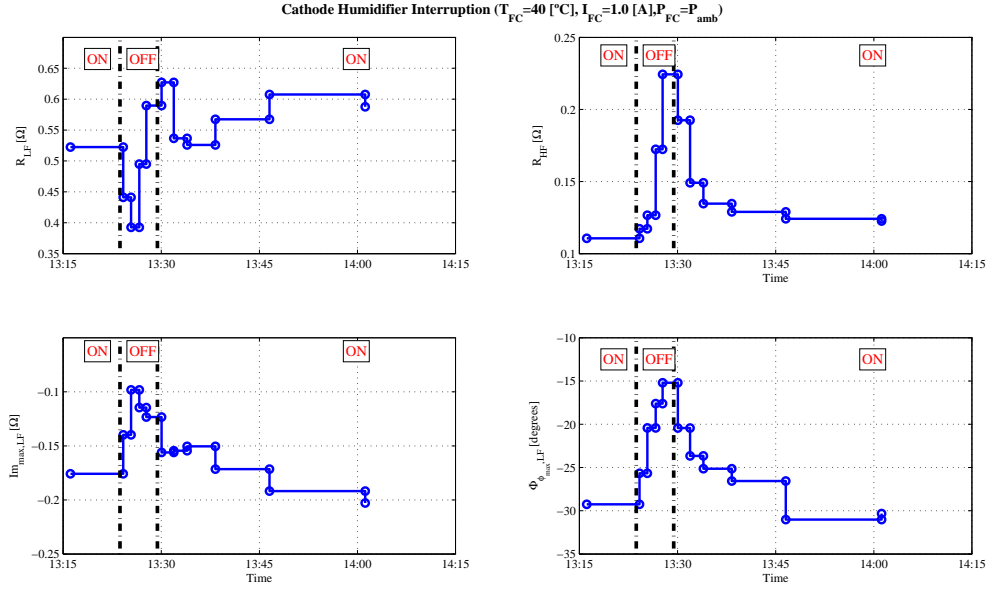 Cathode Humidifier Interruption (T_FC=40 [ºC], I_FC=1.0 [A],P_FC=P_amb)
ON OFF ON
0.65
0.6
0.55
0.5
0.45
0.4
0.35
R_LF [Ω]
13:15 13:30 13:45 14:00 14:15
ON OFF ON
0.25
0.2
0.15
0.1
R_HF [Ω]
13:15 13:30 13:45 14:00 14:15
Time
ON OFF ON
−0.1
−0.15
−0.2
−0.25
Im_max,LF [Ω]
13:15 13:30 13:45 14:00 14:15
Time
ON OFF ON
−10
−15
−20
−25
−30
−35
Φ_ϕmax,LF [degrees]
13:15 13:30 13:45 14:00 14:15
Time